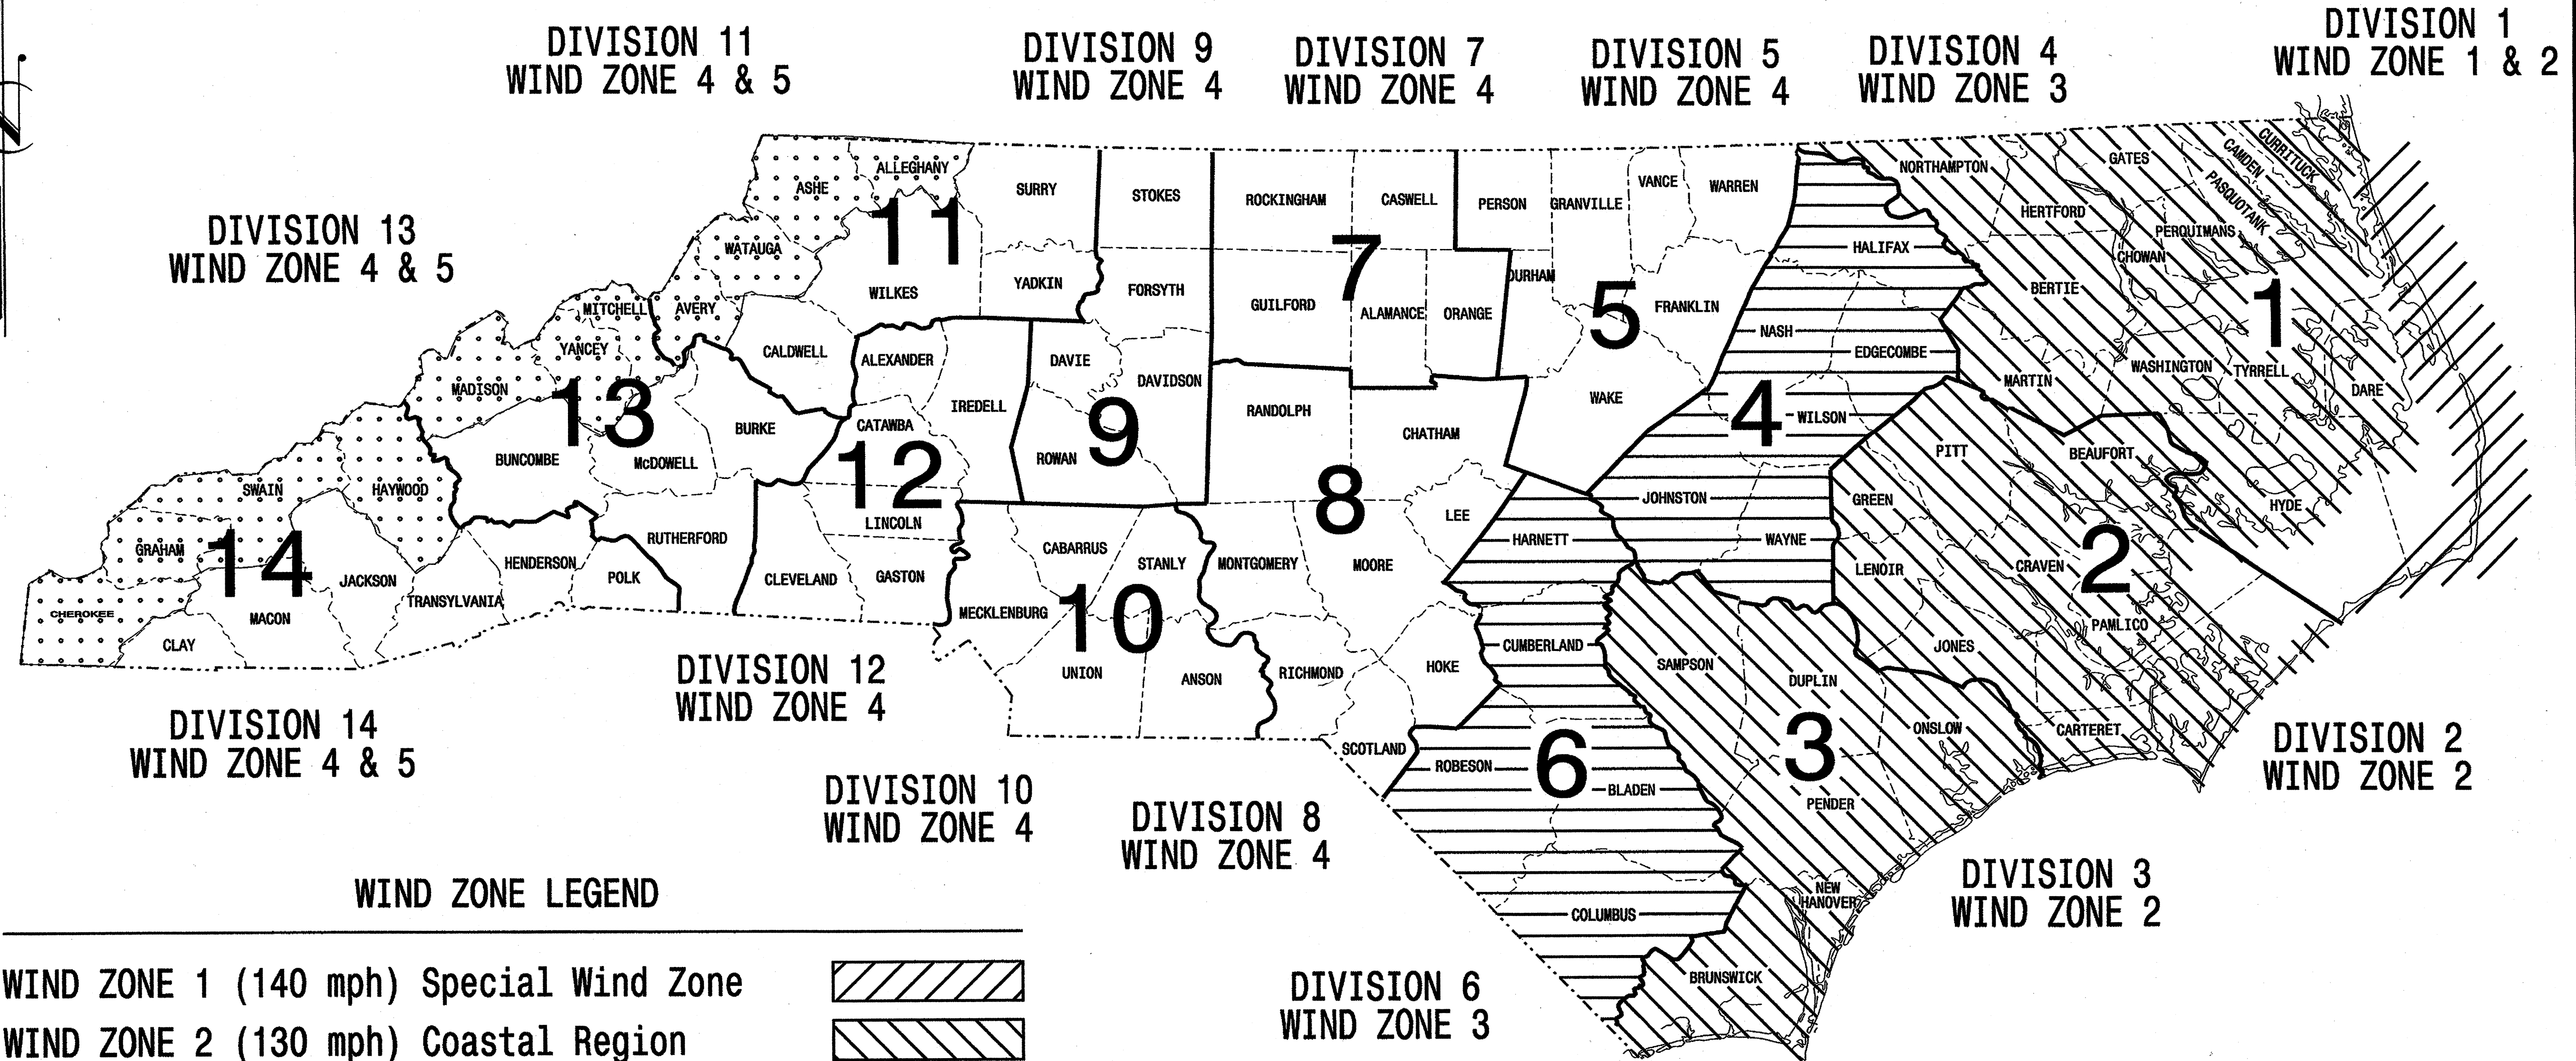 DIVISION 11
WIND ZONE 4 & 5
DIVISION 9
WIND ZONE 4
DIVISION 7
WIND ZONE 4
DIVISION 5
WIND ZONE 4
DIVISION 4
WIND ZONE 3
DIVISION 1
WIND ZONE 1 & 2
DIVISION 13
WIND ZONE 4 & 5
ASHE
ALLEGHANY
SURRY
STOKES
ROCKINGHAM
CASWELL
PERSON
GRANVILLE
VANCE
WARREN
NORTHAMPTON
GATES
CAMDEN
CURRITUCK
PASQUOTANK
HERTFORD
PERQUIMANS
CHOWAN
11
WATAUGA
WILKES
YADKIN
FORSYTH
7
GUILFORD
ALAMANCE
ORANGE
DURHAM
5
FRANKLIN
HALIFAX
BERTIE
1
MITCHELL
AVERY
YANCEY
CALDWELL
ALEXANDER
DAVIE
DAVIDSON
NASH
EDGECOMBE
MARTIN
WASHINGTON
TYRRELL
DARE
MADISON
13
BURKE
CATAWBA
IREDELL
9
RANDOLPH
CHATHAM
WAKE
4
WILSON
PITT
BEAUFORT
BUNCOMBE
McDOWELL
12
ROWAN
8
SWAIN
HAYWOOD
LINCOLN
LEE
JOHNSTON
GREEN
HYDE
GRAHAM
14
JACKSON
HENDERSON
RUTHERFORD
CABARRUS
STANLY
MONTGOMERY
MOORE
HARNETT
WAYNE
LENOIR
CRAVEN
2
CHEROKEE
MACON
TRANSYLVANIA
POLK
CLEVELAND
GASTON
MECKLENBURG
10
CLAY
UNION
ANSON
RICHMOND
HOKE
CUMBERLAND
SAMPSON
DUPLIN
JONES
PAMLICO
SCOTLAND
ROBESON
6
BLADEN
3
ONSLOW
CARTERET
PENDER
NEW
HANOVER
COLUMBUS
BRUNSWICK
DIVISION 12
WIND ZONE 4
DIVISION 14
WIND ZONE 4 & 5
DIVISION 2
WIND ZONE 2
DIVISION 10
WIND ZONE 4
DIVISION 8
WIND ZONE 4
DIVISION 3
WIND ZONE 2
DIVISION 6
WIND ZONE 3
WIND ZONE LEGEND
WIND ZONE 1 (140 mph) Special Wind Zone
WIND ZONE 2 (130 mph) Coastal Region